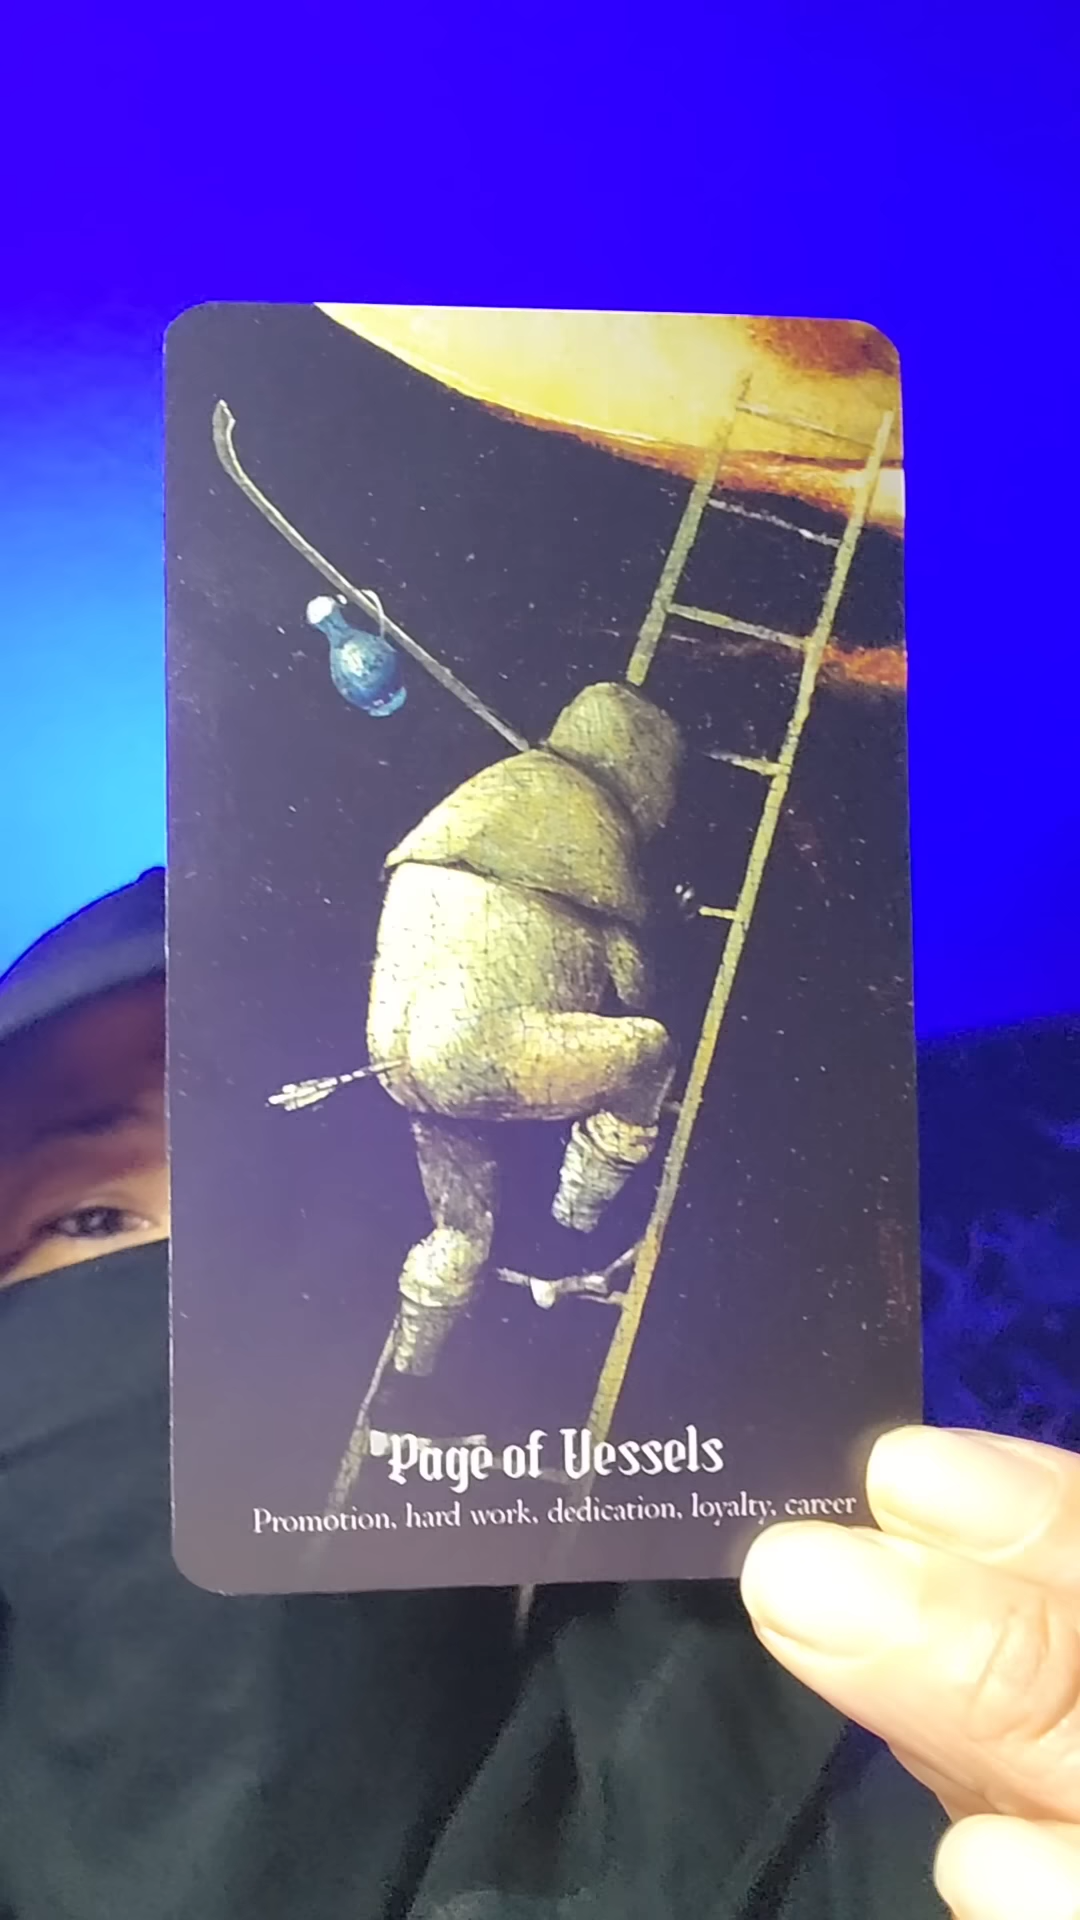 Page of Vessels
Promotion, hard work, dedication, loyalty, career